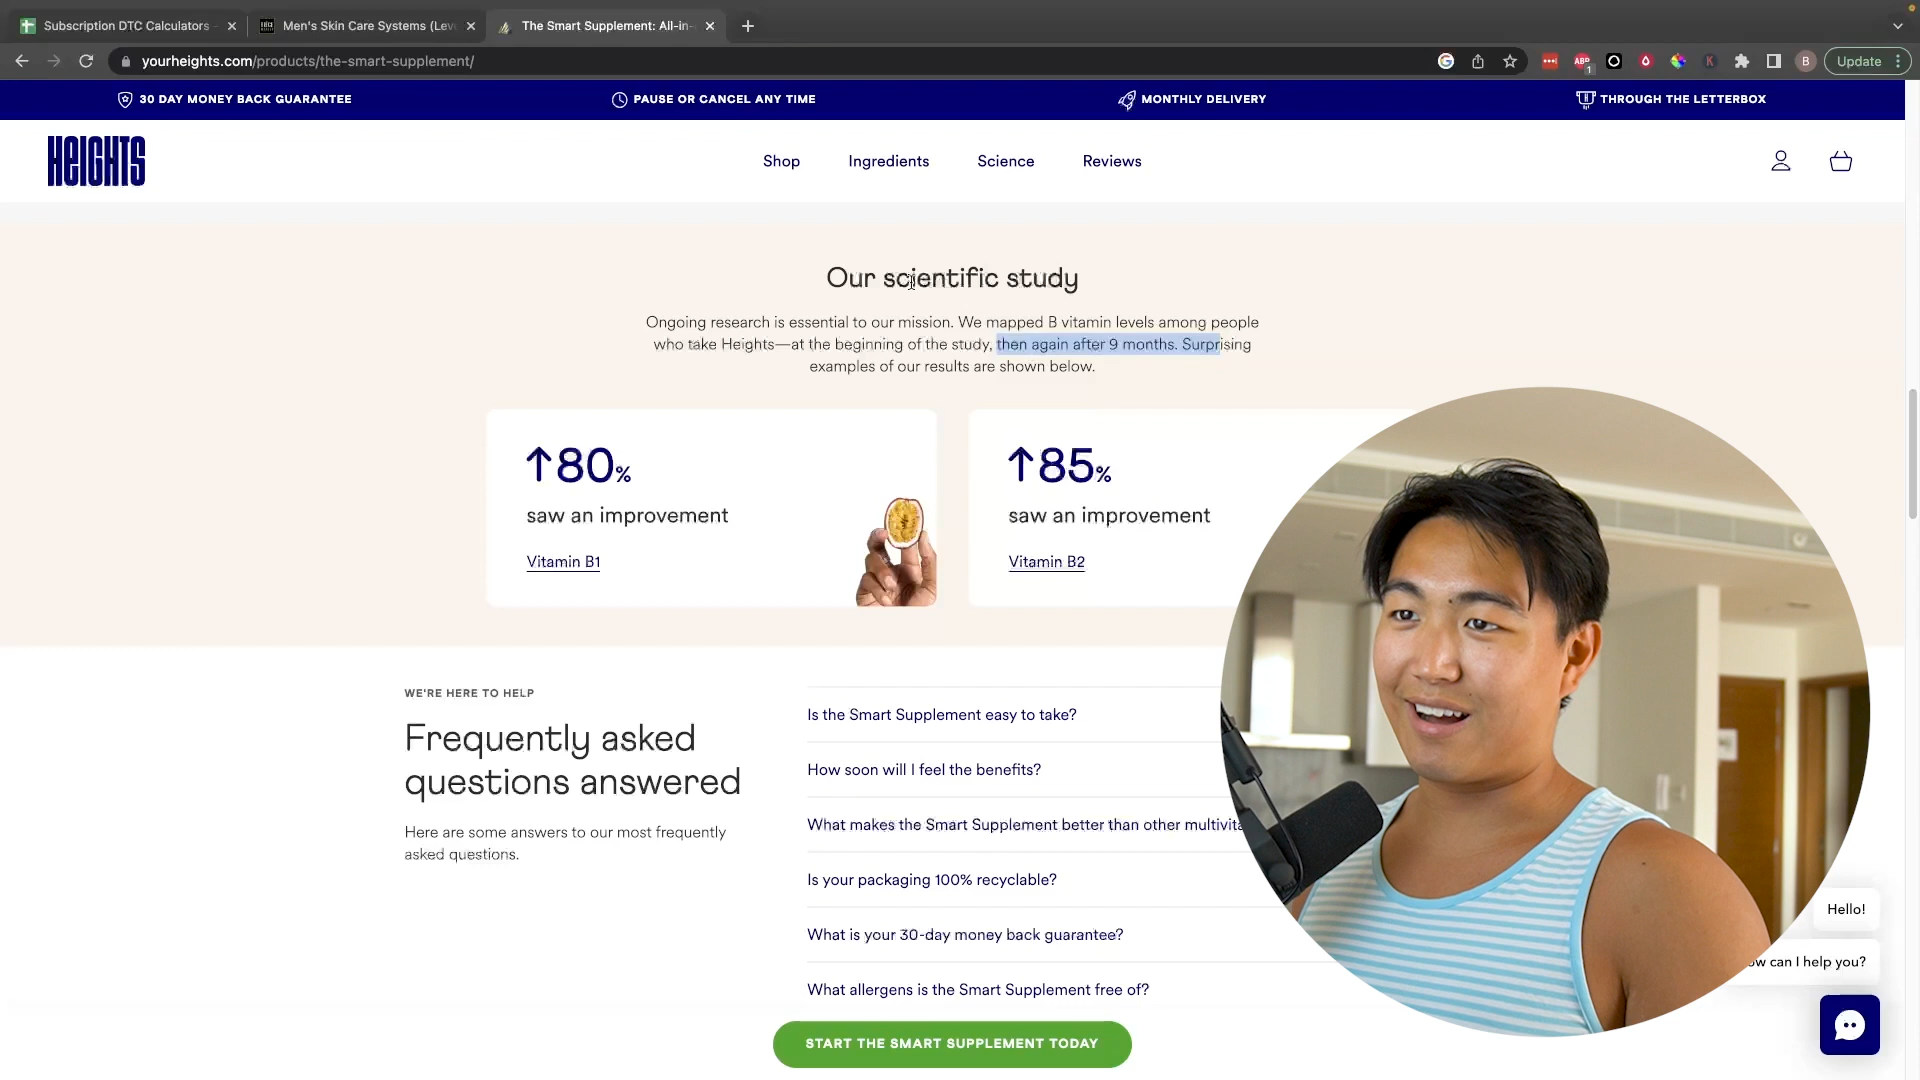 Subscription DTC Calculators
Men's Skin Care Systems (Lev
The Smart Supplement: All-in-
yourheights.com/products/the-smart-supplement/
ABP
1
K
B
Update
30 DAY MONEY BACK GUARANTEE
PAUSE OR CANCEL ANY TIME
MONTHLY DELIVERY
THROUGH THE LETTERBOX
HEIGHTS
Shop
Ingredients
Science
Reviews
Our scientific study
Ongoing research is essential to our mission. We mapped B vitamin levels among people
who take Heights—at the beginning of the study, then again after 9 months. Surprising
examples of our results are shown below.
↑80%
saw an improvement
Vitamin B1
↑85%
saw an improvement
Vitamin B2
WE'RE HERE TO HELP
Frequently asked
questions answered
Here are some answers to our most frequently
asked questions.
Is the Smart Supplement easy to take?
How soon will I feel the benefits?
What makes the Smart Supplement better than other multivita
Is your packaging 100% recyclable?
What is your 30-day money back guarantee?
What allergens is the Smart Supplement free of?
START THE SMART SUPPLEMENT TODAY
Hello!
ow can I help you?